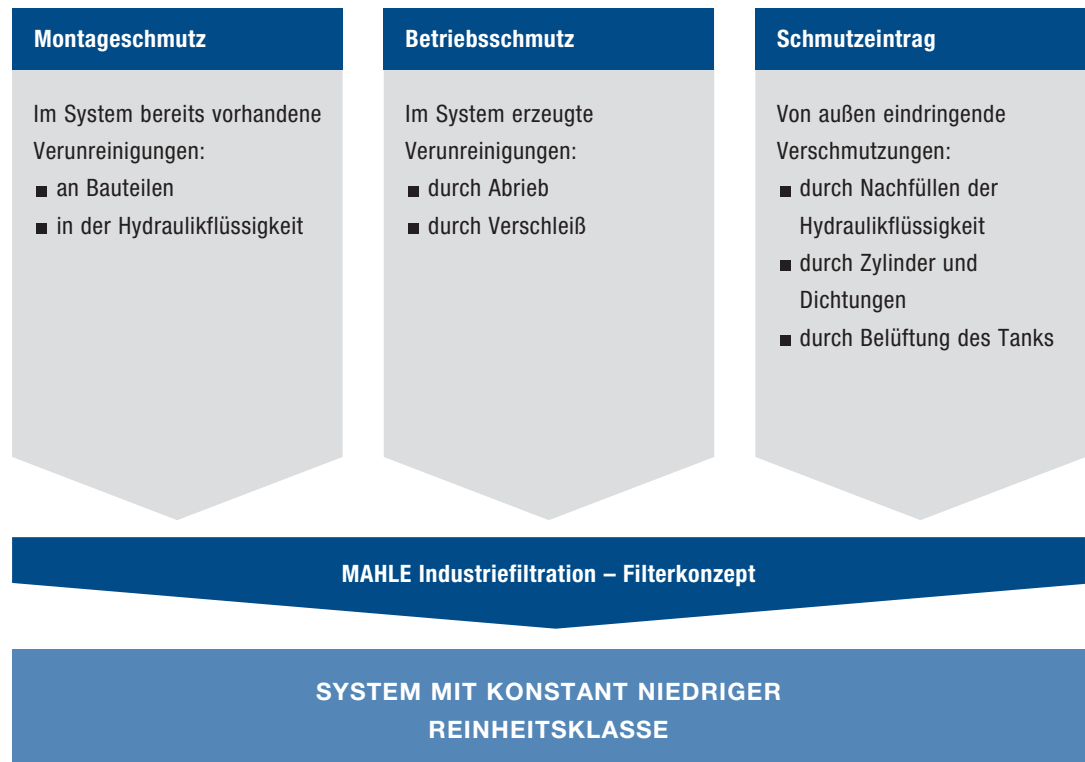 Montageschmutz
Im System bereits vorhandene
Verunreinigungen:
■ an Bauteilen
■ in der Hydraulikflüssigkeit
Betriebsschmutz
Im System erzeugte
Verunreinigungen:
■ durch Abrieb
■ durch Verschleiß
Schmutzeintrag
Von außen eindringende
Verschmutzungen:
■ durch Nachfüllen der
Hydraulikflüssigkeit
■ durch Zylinder und
Dichtungen
■ durch Belüftung des Tanks
MAHLE Industriefiltration – Filterkonzept
SYSTEM MIT KONSTANT NIEDRIGER
REINHEITSKLASSE